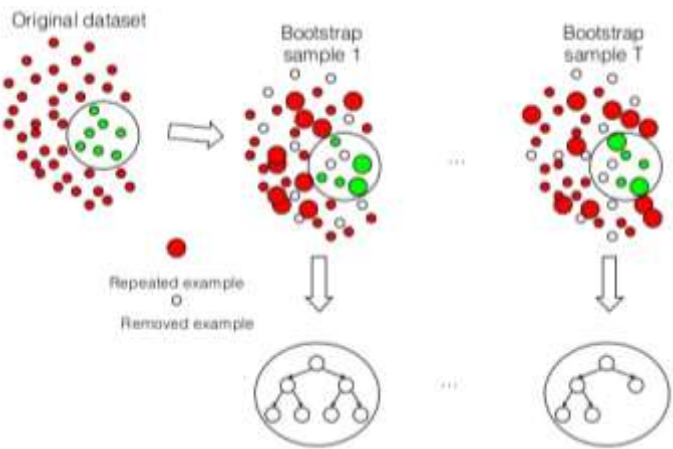 Original dataset
Bootstrap
sample 1
Bootstrap
sample T
...
...
Repeated example
Removed example